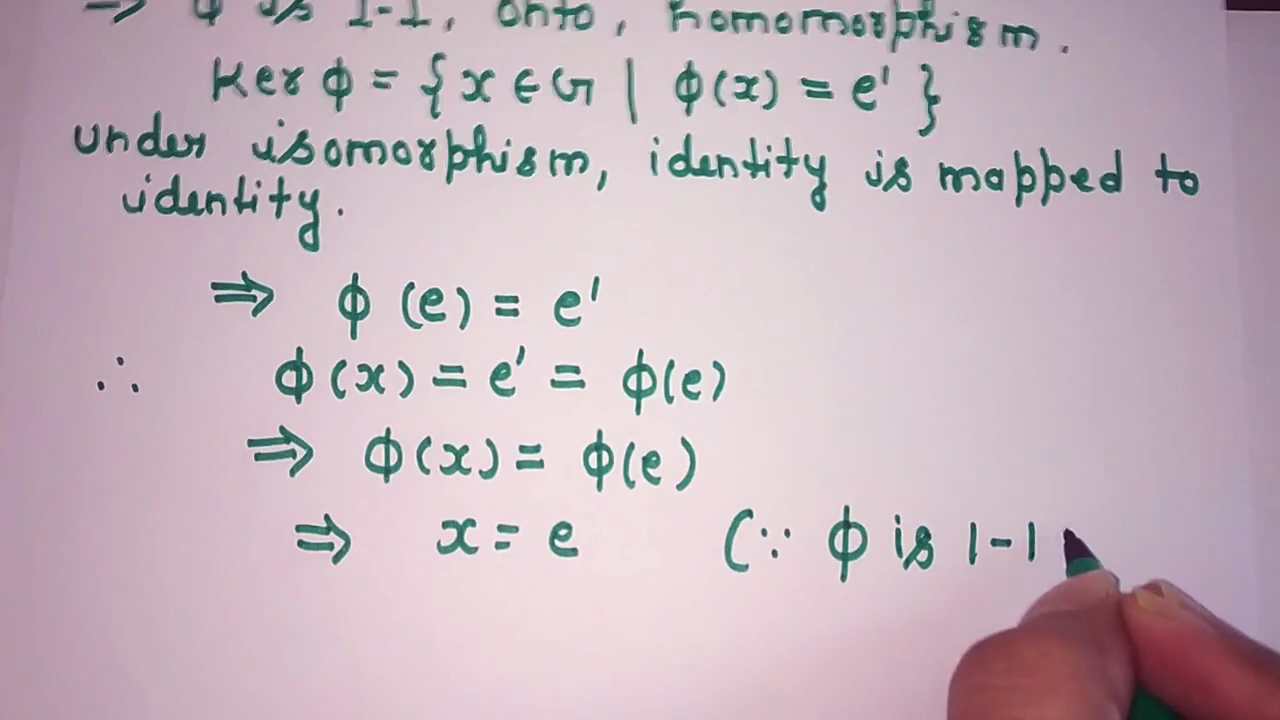 ⇒ φ is 1-1, onto, homomorphism.
Ker φ = { x ∈ G | φ(x) = e' }
under isomorphism, identity is mapped to
identity.
⇒ φ (e) = e'
∴ φ (x) = e' = φ(e)
⇒ φ(x) = φ(e)
⇒ x = e (∵ φ is 1-1